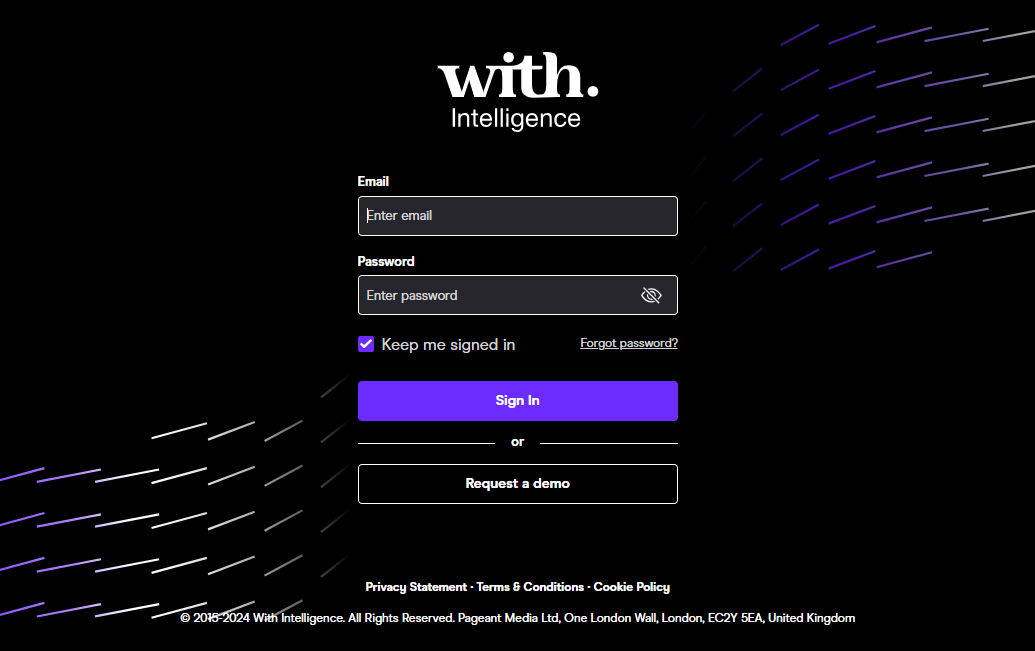 with.
Intelligence
Email
Enter email
Password
Enter password
Keep me signed in
Forgot password?
Sign In
or
Request a demo
Privacy Statement · Terms & Conditions · Cookie Policy
© 2015-2024 With Intelligence. All Rights Reserved. Pageant Media Ltd, One London Wall, London, EC2Y 5EA, United Kingdom